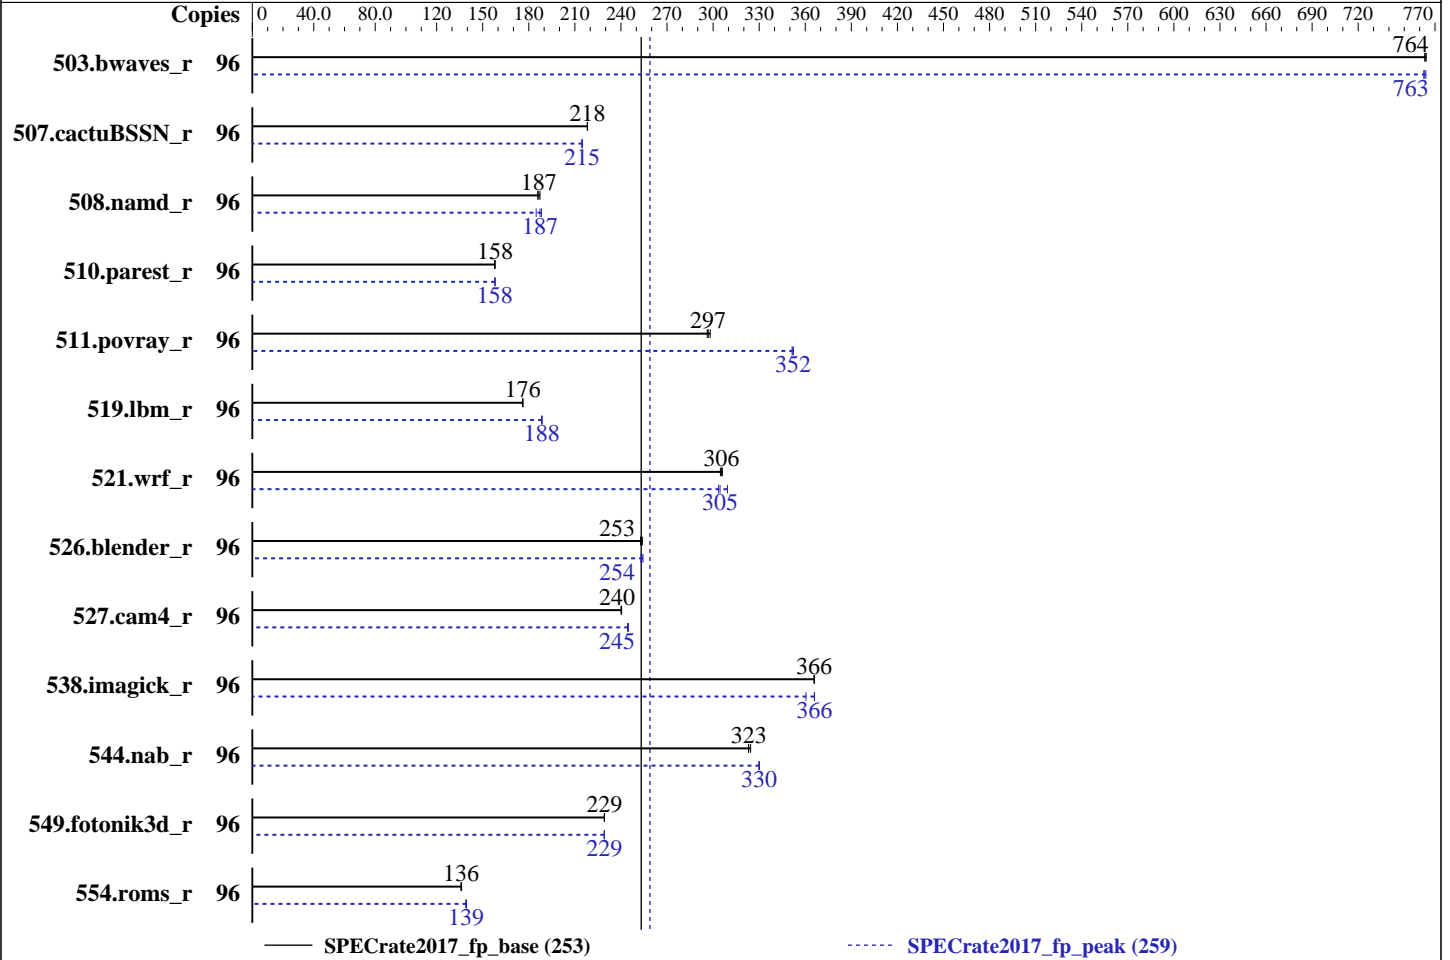 Copies 0 40.0 80.0 120 150 180 210 240 270 300 330 360 390 420 450 480 510 540 570 600 630 660 690 720 770
503.bwaves_r 96 764
763
507.cactuBSSN_r 96 218
215
508.namd_r 96 187
187
510.parest_r 96 158
158
511.povray_r 96 297
352
519.lbm_r 96 176
188
521.wrf_r 96 306
305
526.blender_r 96 253
254
527.cam4_r 96 240
245
538.imagick_r 96 366
366
544.nab_r 96 323
330
549.fotonik3d_r 96 229
229
554.roms_r 96 136
139
SPECrate2017_fp_base (253) SPECrate2017_fp_peak (259)